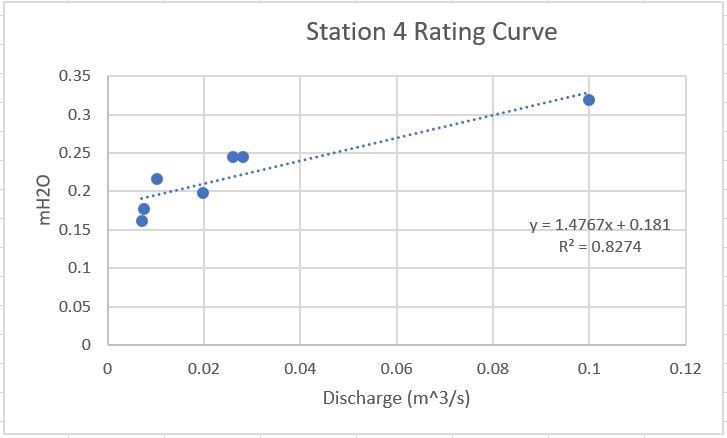 Station 4 Rating Curve
0.35
0.3
0.25
0.2
0.15
0.1
0.05
0
mH2O
y = 1.4767x + 0.181
R² = 0.8274
0 0.02 0.04 0.06 0.08 0.1 0.12
Discharge (m^3/s)